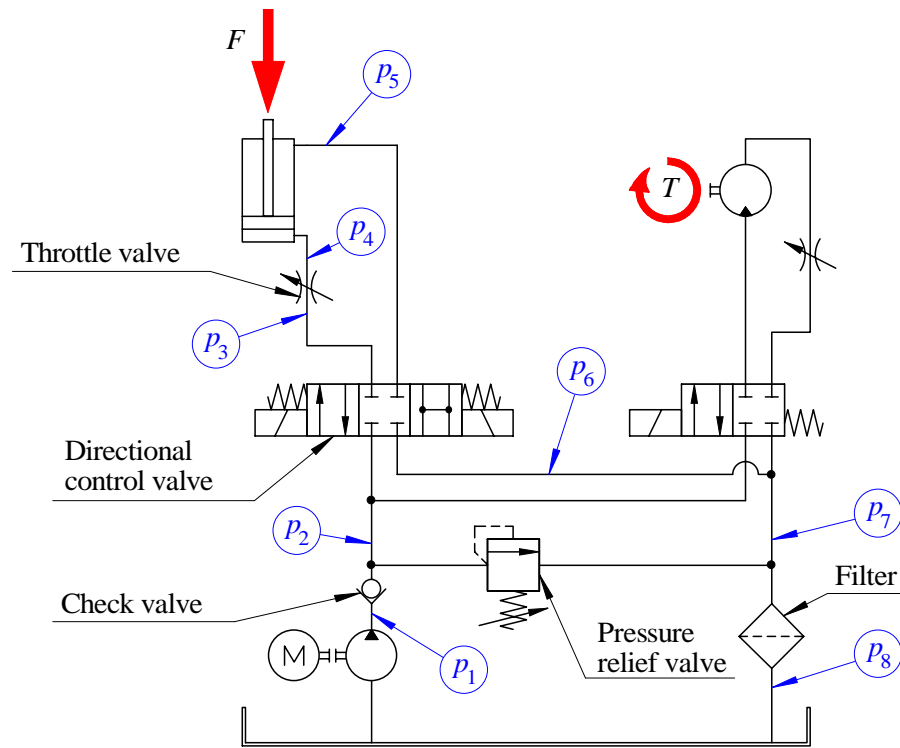 F
p5
T
p4
Throttle valve
p3
p6
Directional
control valve
p2
p7
Filter
Check valve
Pressure
relief valve
M
p1
p8